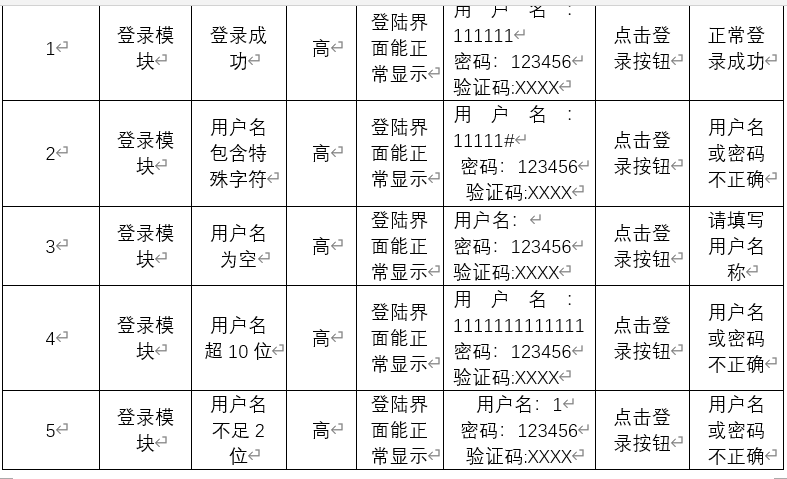 1
登录模
块
登录成
功
高
登陆界
面能正
常显示
用户名:
111111
密码：123456
验证码:XXXX
点击登
录按钮
正常登
录成功
2
登录模
块
用户名
包含特
殊字符
高
登陆界
面能正
常显示
用户名:
11111#
密码：123456
验证码:XXXX
点击登
录按钮
用户名
或密码
不正确
3
登录模
块
用户名
为空
高
登陆界
面能正
常显示
用户名：
密码：123456
验证码:XXXX
点击登
录按钮
请填写
用户名
称
4
登录模
块
用户名
超 10 位
高
登陆界
面能正
常显示
用户名:
1111111111111
密码：123456
验证码:XXXX
点击登
录按钮
用户名
或密码
不正确
5
登录模
块
用户名
不足 2
位
高
登陆界
面能正
常显示
用户名：1
密码：123456
验证码:XXXX
点击登
录按钮
用户名
或密码
不正确